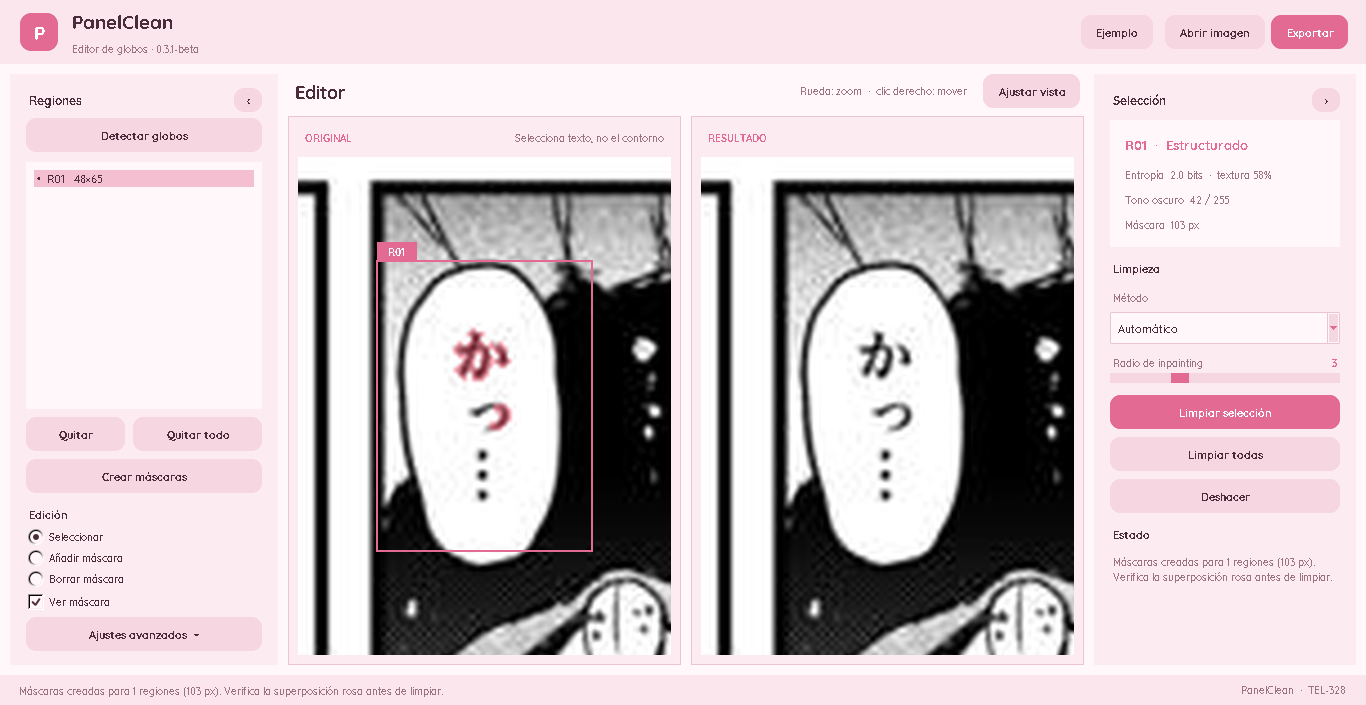 P
PanelClean
Editor de globos · 0.3.1-beta
Ejemplo
Abrir imagen
Exportar
Regiones
‹
Detectar globos
• R01 48×65
Quitar
Quitar todo
Crear máscaras
Edición
Seleccionar
Añadir máscara
Borrar máscara
Ver máscara
Ajustes avanzados
Editor
Rueda: zoom · clic derecho: mover
Ajustar vista
ORIGINAL
Selecciona texto, no el contorno
R01
かっ…
RESULTADO
かっ…
Selección
›
R01 · Estructurado
Entropía 2.0 bits · textura 58%
Tono oscuro 42 / 255
Máscara 103 px
Limpieza
Método
Automático
Radio de inpainting 3
Limpiar selección
Limpiar todas
Deshacer
Estado
Máscaras creadas para 1 regiones (103 px).
Verifica la superposición rosa antes de limpiar.
Máscaras creadas para 1 regiones (103 px). Verifica la superposición rosa antes de limpiar.
PanelClean · TEL-328